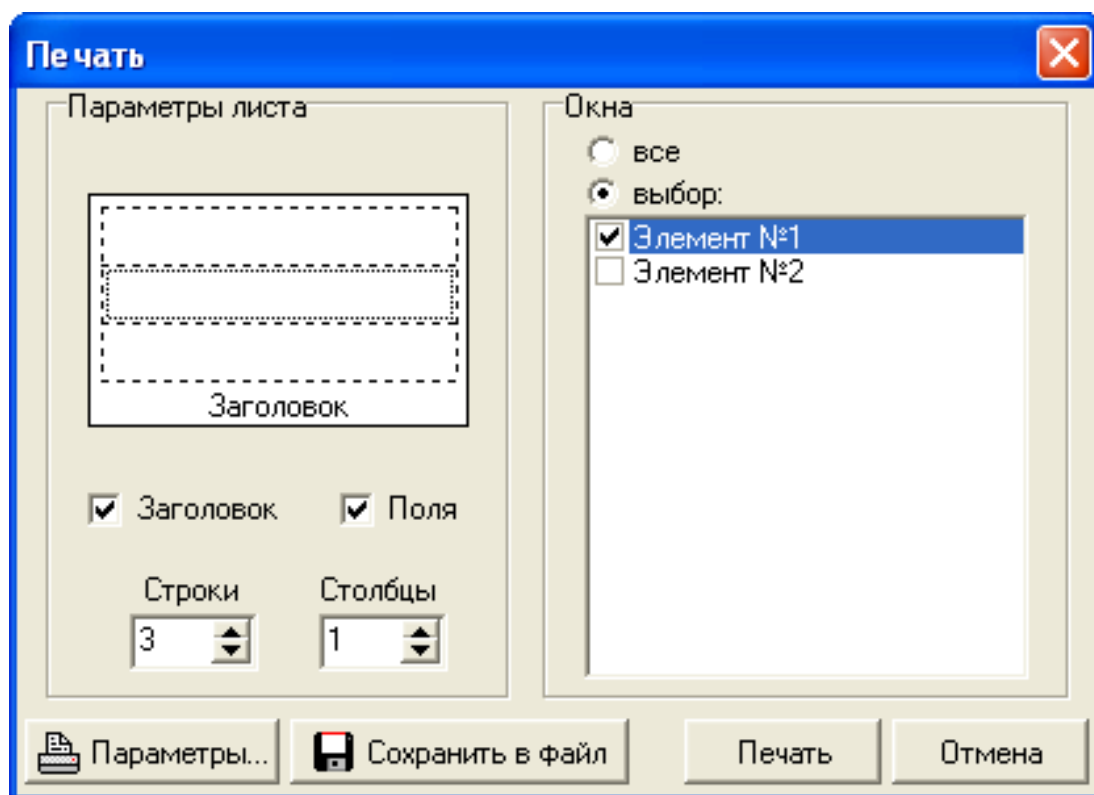 Печать
Параметры листа
Заголовок
Заголовок
Поля
Строки
Столбцы
3
1
Окна
все
выбор:
Элемент №1
Элемент №2
Параметры...
Сохранить в файл
Печать
Отмена